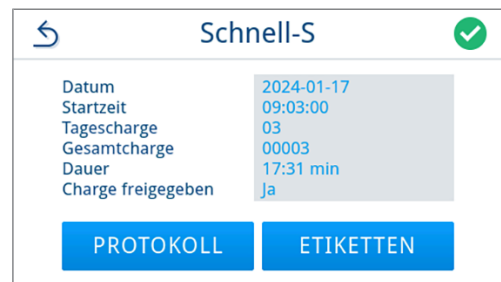 Schnell-S
Datum 2024-01-17
Startzeit 09:03:00
Tagescharge 03
Gesamtcharge 00003
Dauer 17:31 min
Charge freigegeben Ja
PROTOKOLL ETIKETTEN